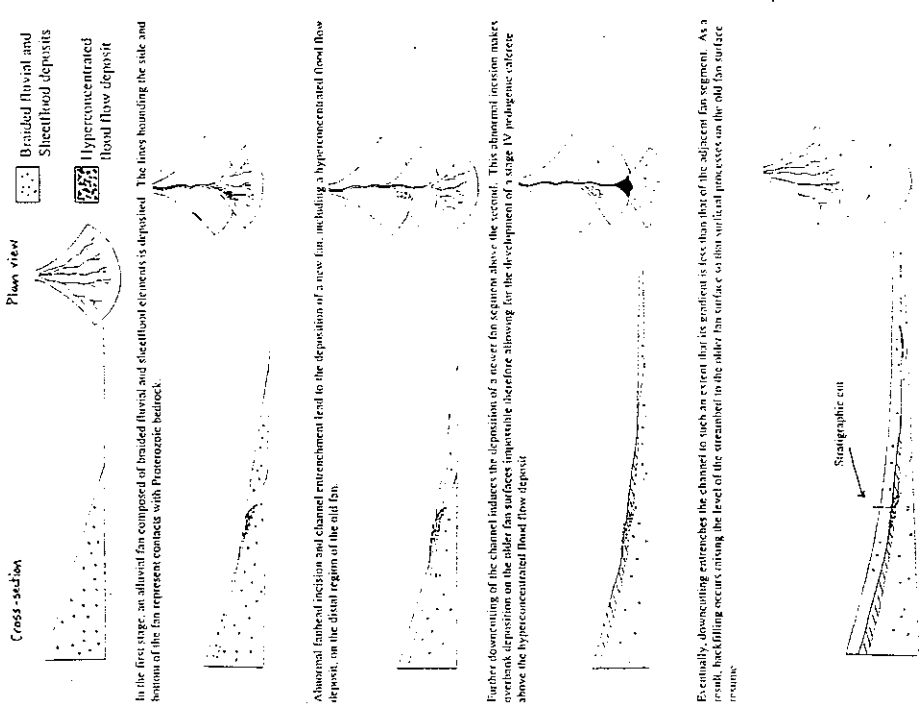 Cross-section
Plan view
Braided fluvial and
Sheetflood deposits
Hyperconcentrated
flood flow deposit
In the first stage, an alluvial fan composed of braided fluvial and sheetflood elements is deposited The lines bounding the side and
bottom of the fan represent contacts with Proterozoic bedrock.
Abnormal fanhead incision and channel entrenchment lead to the deposition of a new fan, including a hyperconcentrated flood flow
deposit, on the distal region of the old fan.
Further downcutting of the channel induces the deposition of a newer fan segment above the second. This abnormal incision makes
overbank deposition on the older fan surfaces impossible therefore allowing for the development of a stage IV pedogenic calcrete
above the hyperconcentrated flood flow deposit
Eventually, downcutting entrenches the channel to such an extent that its gradient is less than that of the adjacent fan segment. As a
result, backfilling occurs raising the level of the streambed to the older fan surface so that surficial processes on the old fan surface
resume
Stratigraphic cut